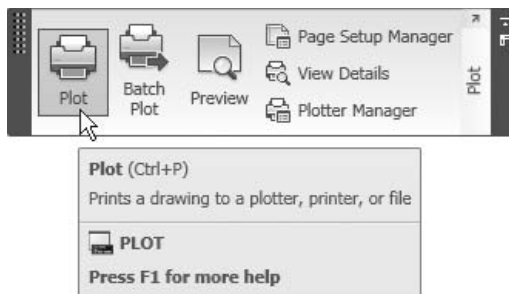 Plot
Batch
Plot
Preview
Page Setup Manager
View Details
Plotter Manager
Plot
Plot (Ctrl+P)
Prints a drawing to a plotter, printer, or file
PLOT
Press F1 for more help